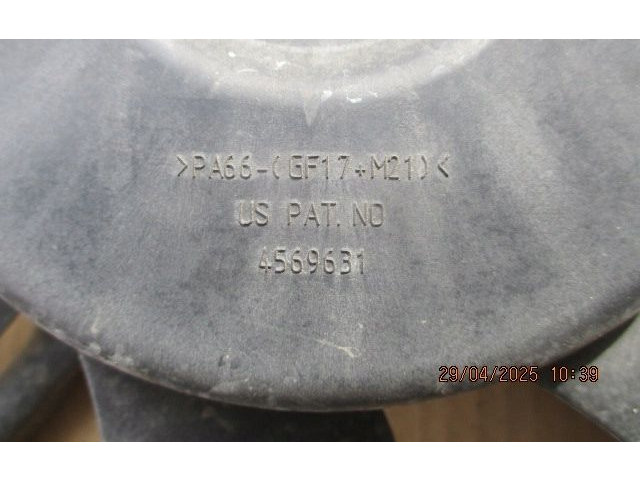 >PA66-(GF17+M21)<
US PAT. NO
4569631
29/04/2025 10:39